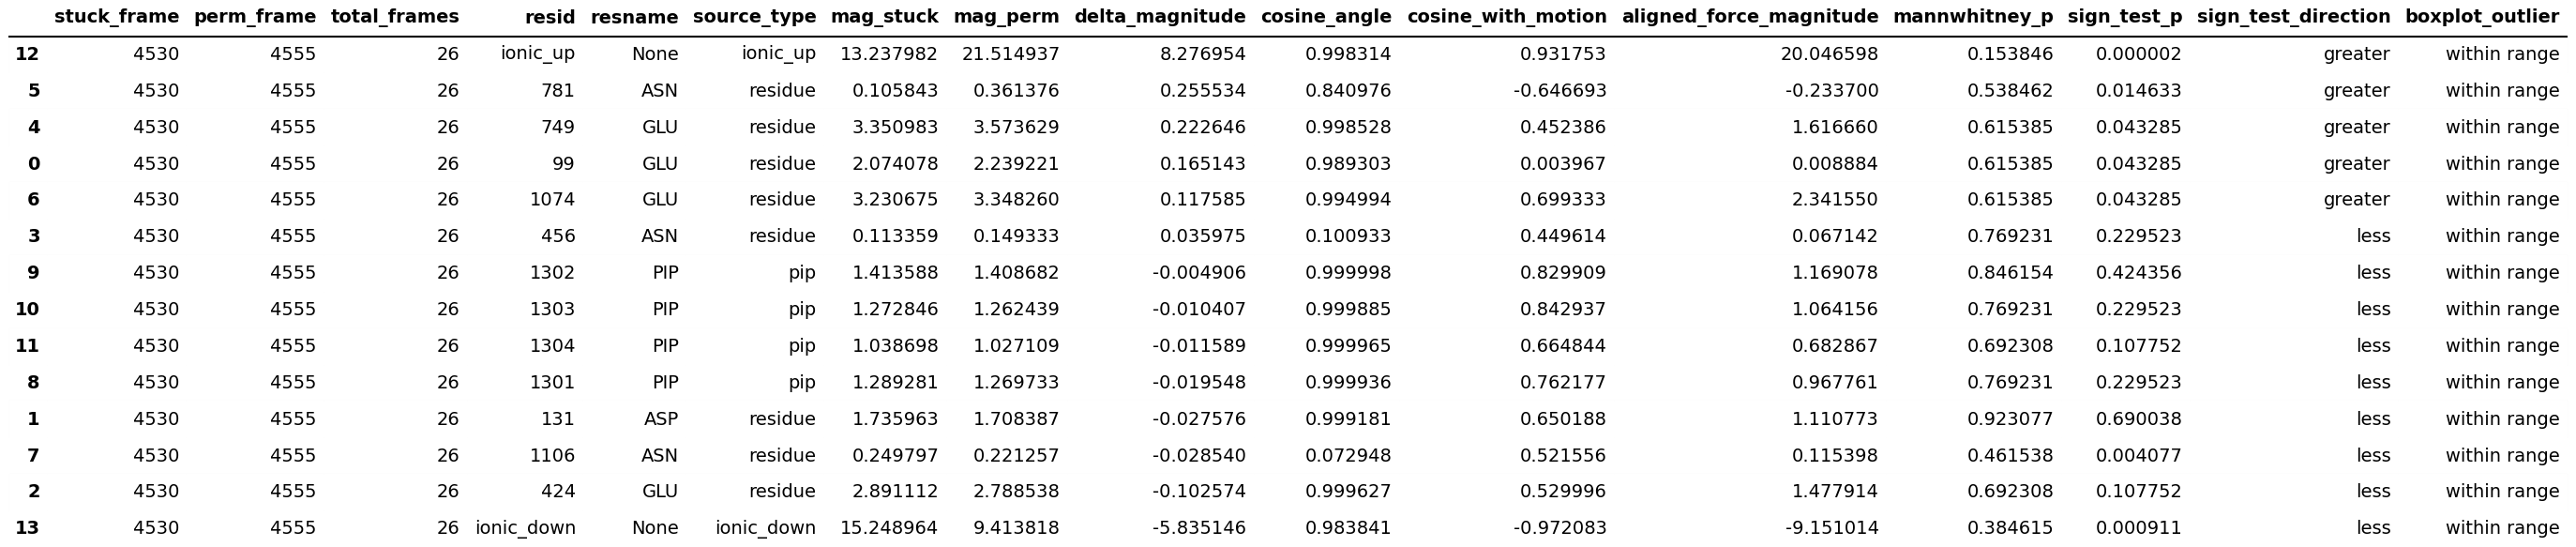 stuck_frame perm_frame total_frames resid resname source_type mag_stuck mag_perm delta_magnitude cosine_angle cosine_with_motion aligned_force_magnitude mannwhitney_p sign_test_p sign_test_direction boxplot_outlier
12 4530 4555 26 ionic_up None ionic_up 13.237982 21.514937 8.276954 0.998314 0.931753 20.046598 0.153846 0.000002 greater within range
5 4530 4555 26 781 ASN residue 0.105843 0.361376 0.255534 0.840976 -0.646693 -0.233700 0.538462 0.014633 greater within range
4 4530 4555 26 749 GLU residue 3.350983 3.573629 0.222646 0.998528 0.452386 1.616660 0.615385 0.043285 greater within range
0 4530 4555 26 99 GLU residue 2.074078 2.239221 0.165143 0.989303 0.003967 0.008884 0.615385 0.043285 greater within range
6 4530 4555 26 1074 GLU residue 3.230675 3.348260 0.117585 0.994994 0.699333 2.341550 0.615385 0.043285 greater within range
3 4530 4555 26 456 ASN residue 0.113359 0.149333 0.035975 0.100933 0.449614 0.067142 0.769231 0.229523 less within range
9 4530 4555 26 1302 PIP pip 1.413588 1.408682 -0.004906 0.999998 0.829909 1.169078 0.846154 0.424356 less within range
10 4530 4555 26 1303 PIP pip 1.272846 1.262439 -0.010407 0.999885 0.842937 1.064156 0.769231 0.229523 less within range
11 4530 4555 26 1304 PIP pip 1.038698 1.027109 -0.011589 0.999965 0.664844 0.682867 0.692308 0.107752 less within range
8 4530 4555 26 1301 PIP pip 1.289281 1.269733 -0.019548 0.999936 0.762177 0.967761 0.769231 0.229523 less within range
1 4530 4555 26 131 ASP residue 1.735963 1.708387 -0.027576 0.999181 0.650188 1.110773 0.923077 0.690038 less within range
7 4530 4555 26 1106 ASN residue 0.249797 0.221257 -0.028540 0.072948 0.521556 0.115398 0.461538 0.004077 less within range
2 4530 4555 26 424 GLU residue 2.891112 2.788538 -0.102574 0.999627 0.529996 1.477914 0.692308 0.107752 less within range
13 4530 4555 26 ionic_down None ionic_down 15.248964 9.413818 -5.835146 0.983841 -0.972083 -9.151014 0.384615 0.000911 less within range